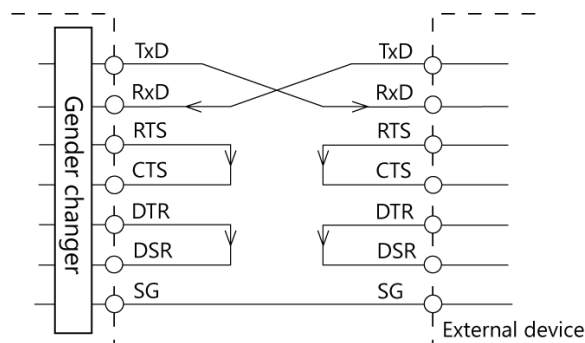 TxD TxD
RxD RxD
RTS RTS
CTS CTS
DTR DTR
DSR DSR
SG SG
Gender changer
External device